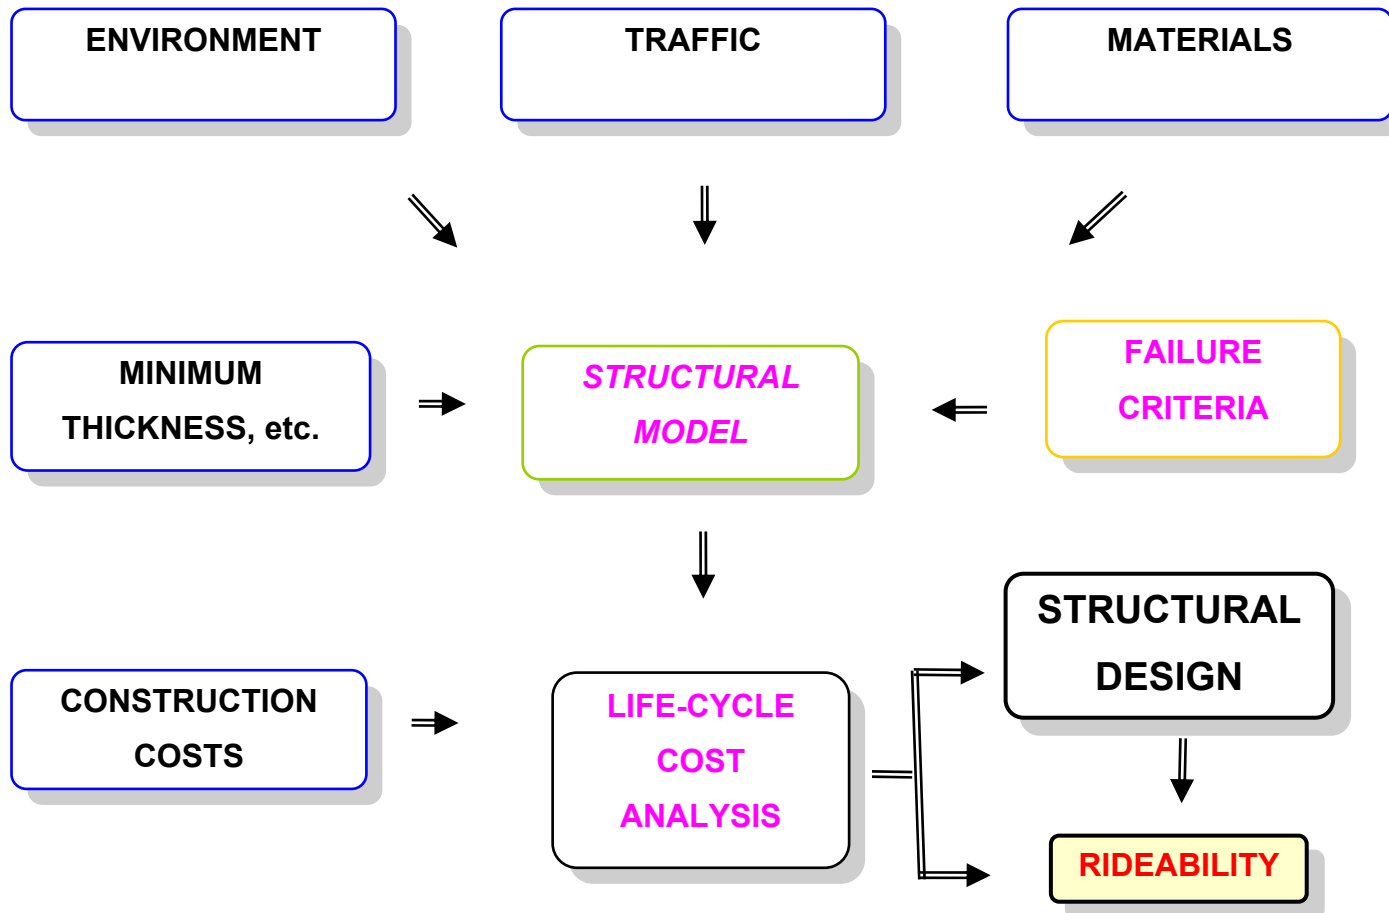 ENVIRONMENT
TRAFFIC
MATERIALS
MINIMUM
THICKNESS, etc.
STRUCTURAL
MODEL
FAILURE
CRITERIA
CONSTRUCTION
COSTS
LIFE-CYCLE
COST
ANALYSIS
STRUCTURAL
DESIGN
RIDEABILITY